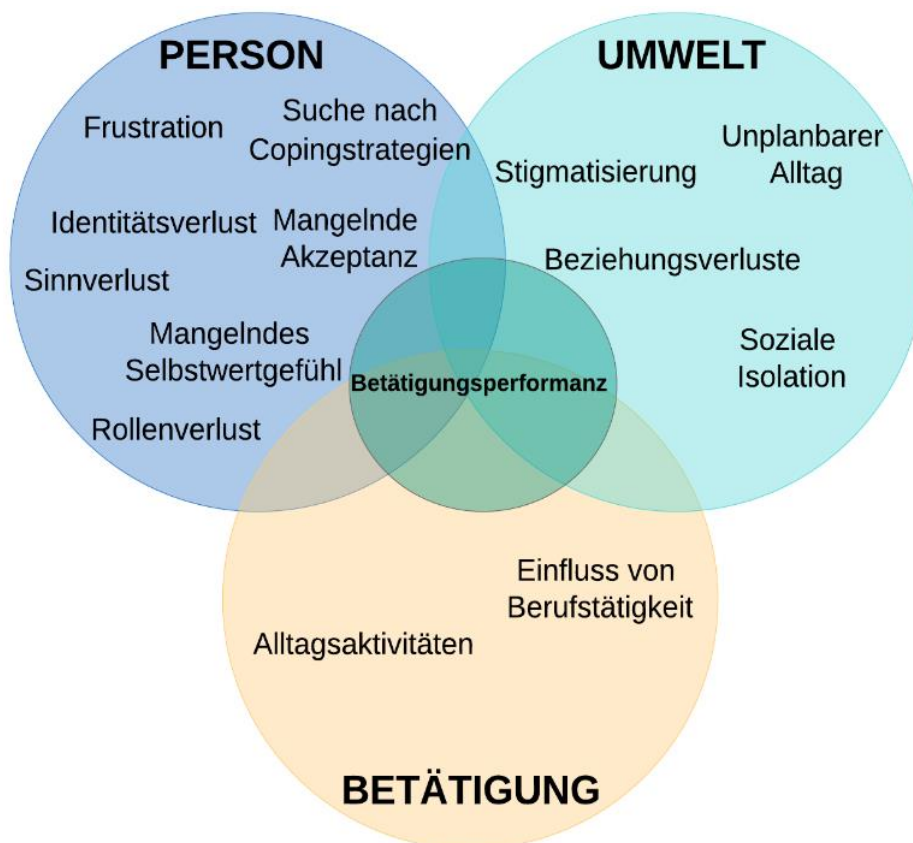 PERSON
Frustration
Suche nach
Copingstrategien
Identitätsverlust
Mangelnde
Akzeptanz
Sinnverlust
Mangelndes
Selbstwertgefühl
Rollenverlust
UMWELT
Unplanbarer
Alltag
Stigmatisierung
Beziehungsverluste
Soziale
Isolation
Betätigungsperformanz
Einfluss von
Berufstätigkeit
Alltagsaktivitäten
BETÄTIGUNG